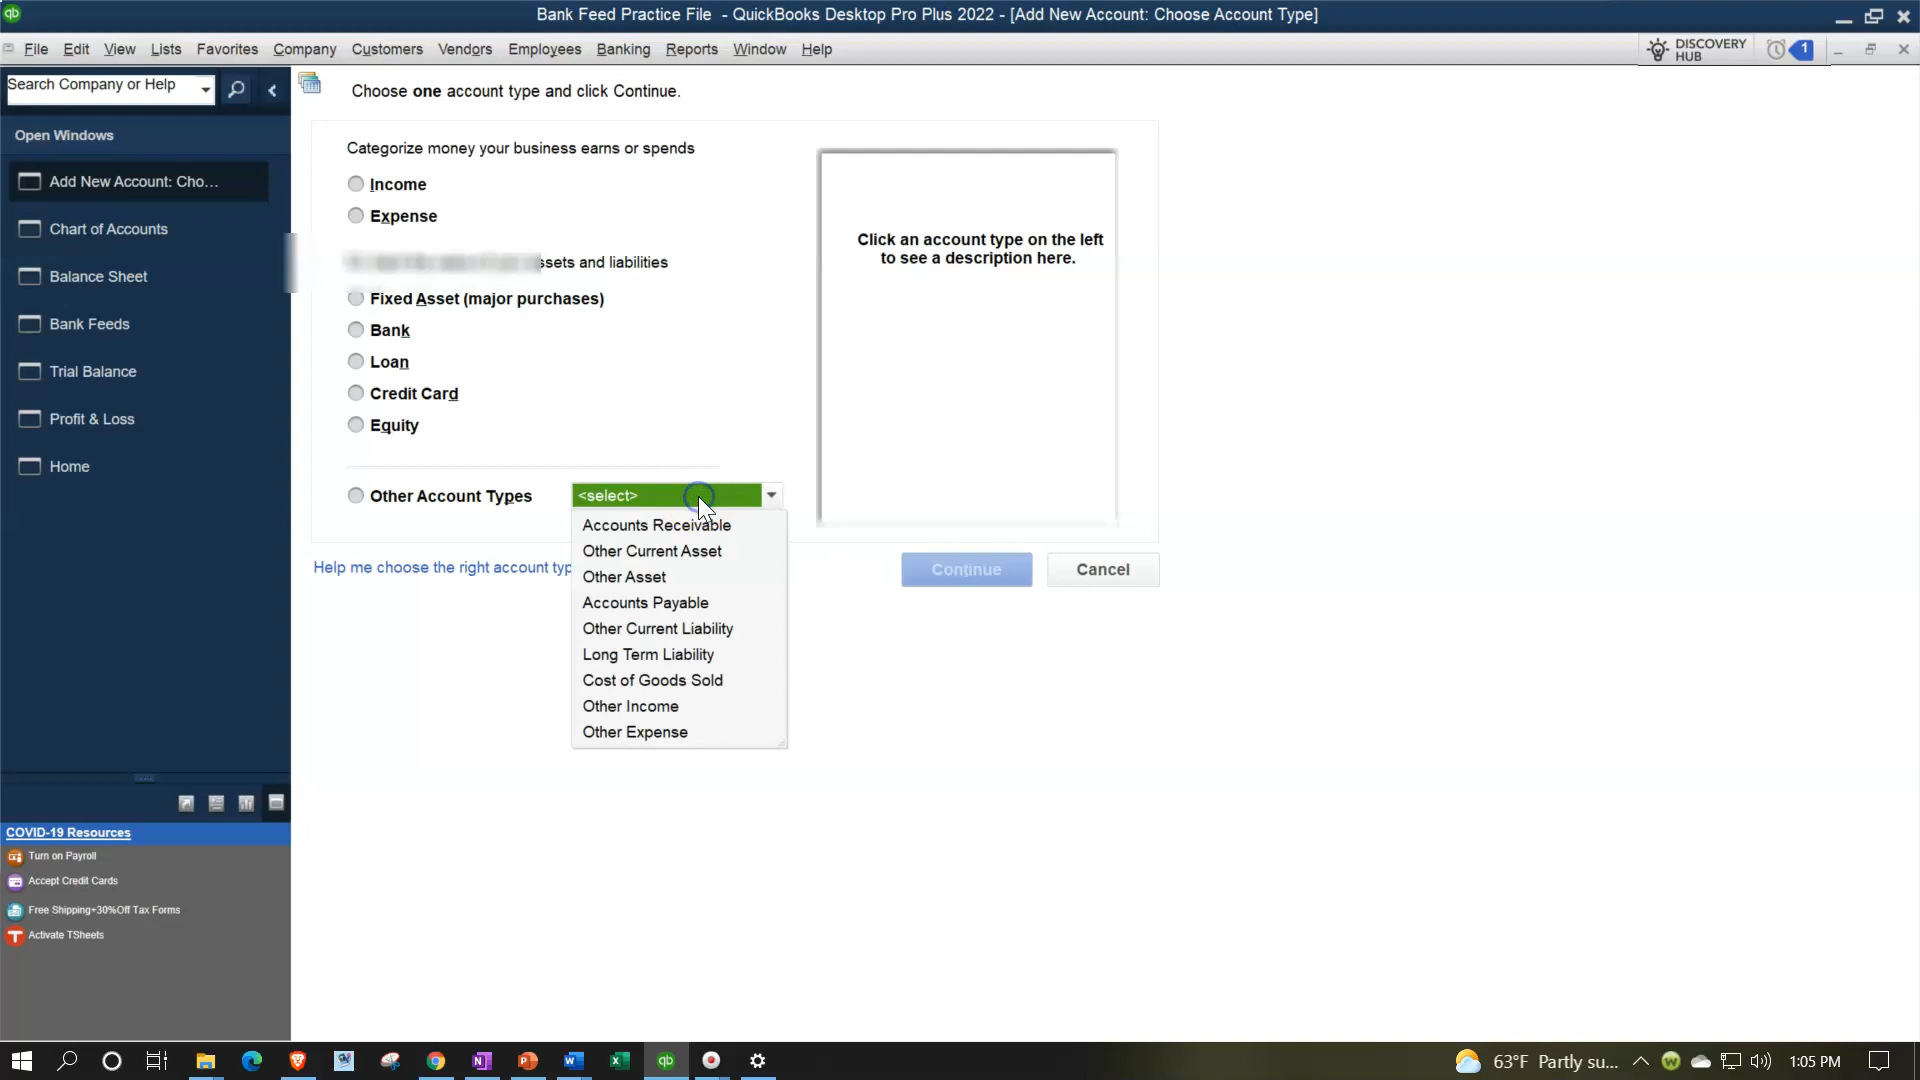 Bank Feed Practice File - QuickBooks Desktop Pro Plus 2022 - [Add New Account: Choose Account Type]
File Edit View Lists Favorites Company Customers Vendors Employees Banking Reports Window Help
DISCOVERY HUB 1
Search Company or Help
Choose one account type and click Continue.
Open Windows
Add New Account: Cho...
Chart of Accounts
Balance Sheet
Bank Feeds
Trial Balance
Profit & Loss
Home
Categorize money your business earns or spends
Income
Expense
ssets and liabilities
Fixed Asset (major purchases)
Bank
Loan
Credit Card
Equity
Other Account Types <select>
Accounts Receivable
Other Current Asset
Other Asset
Accounts Payable
Other Current Liability
Long Term Liability
Cost of Goods Sold
Other Income
Other Expense
Click an account type on the left
to see a description here.
Help me choose the right account typ
Continue Cancel
COVID-19 Resources
Turn on Payroll
Accept Credit Cards
Free Shipping+30%Off Tax Forms
Activate TSheets
63°F Partly su... 1:05 PM